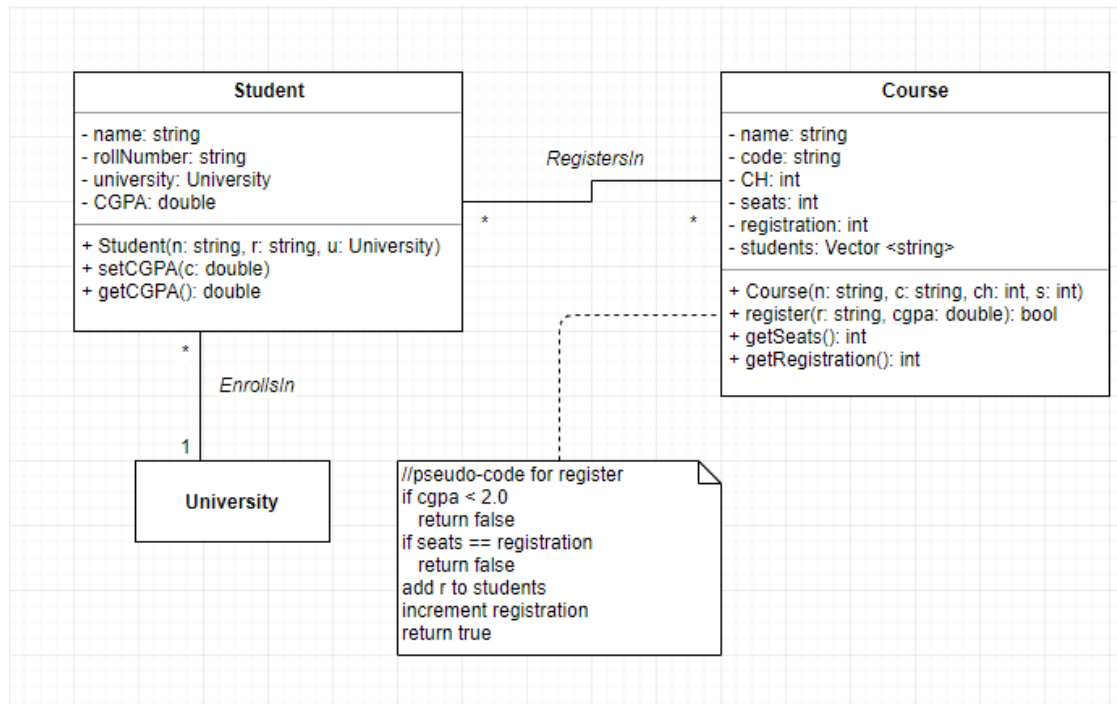 Student
- name: string
- rollNumber: string
- university: University
- CGPA: double
+ Student(n: string, r: string, u: University)
+ setCGPA(c: double)
+ getCGPA(): double
RegistersIn
*
*
Course
- name: string
- code: string
- CH: int
- seats: int
- registration: int
- students: Vector <string>
+ Course(n: string, c: string, ch: int, s: int)
+ register(r: string, cgpa: double): bool
+ getSeats(): int
+ getRegistration(): int
*
EnrollsIn
1
University
//pseudo-code for register
if cgpa < 2.0
return false
if seats == registration
return false
add r to students
increment registration
return true